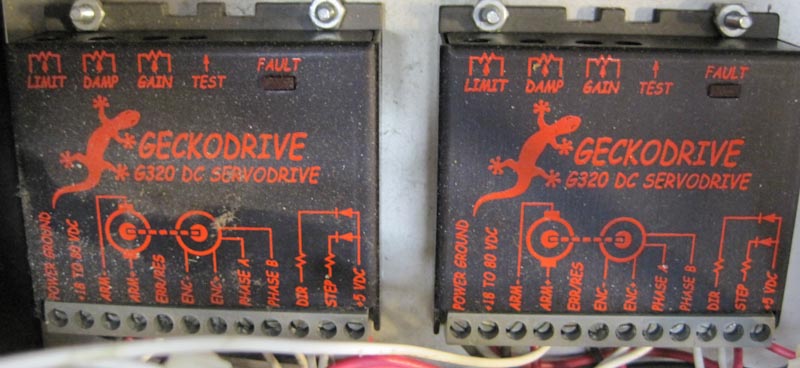 LIMIT DAMP GAIN TEST FAULT
GECKODRIVE
G320 DC SERVODRIVE
POWER GROUND
+18 TO 80 VDC
ARM-
ARM+
ERR/RES
ENC-
ENC+
PHASE A
PHASE B
DIR
STEP
+5 VDC
LIMIT DAMP GAIN TEST FAULT
GECKODRIVE
G320 DC SERVODRIVE
POWER GROUND
+18 TO 80 VDC
ARM-
ARM+
ERR/RES
ENC-
ENC+
PHASE A
PHASE B
DIR
STEP
+5 VDC